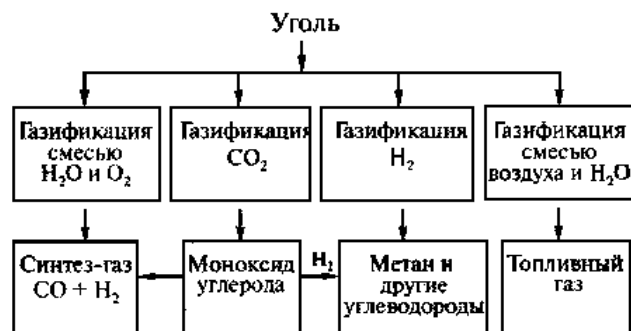 Уголь
Газификация
смесью
H₂O и O₂
Газификация
CO₂
Газификация
H₂
Газификация
смесью
воздуха и H₂O
Синтез-газ
CO + H₂
Моноксид
углерода
H₂
Метан и
другие
углеводороды
Топливный
газ